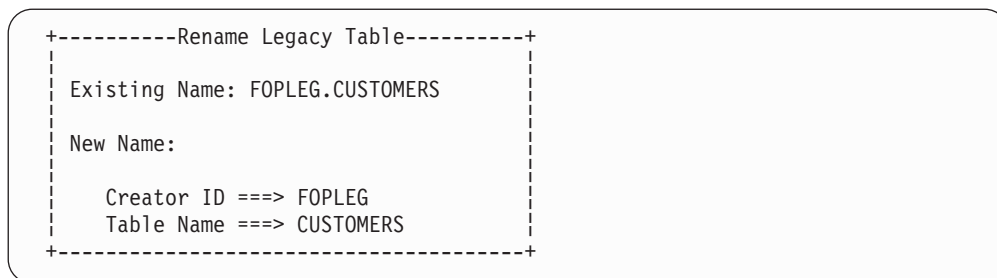 +----------Rename Legacy Table----------+
Existing Name: FOPLEG.CUSTOMERS
New Name:
Creator ID ===> FOPLEG
Table Name ===> CUSTOMERS
+---------------------------------------+